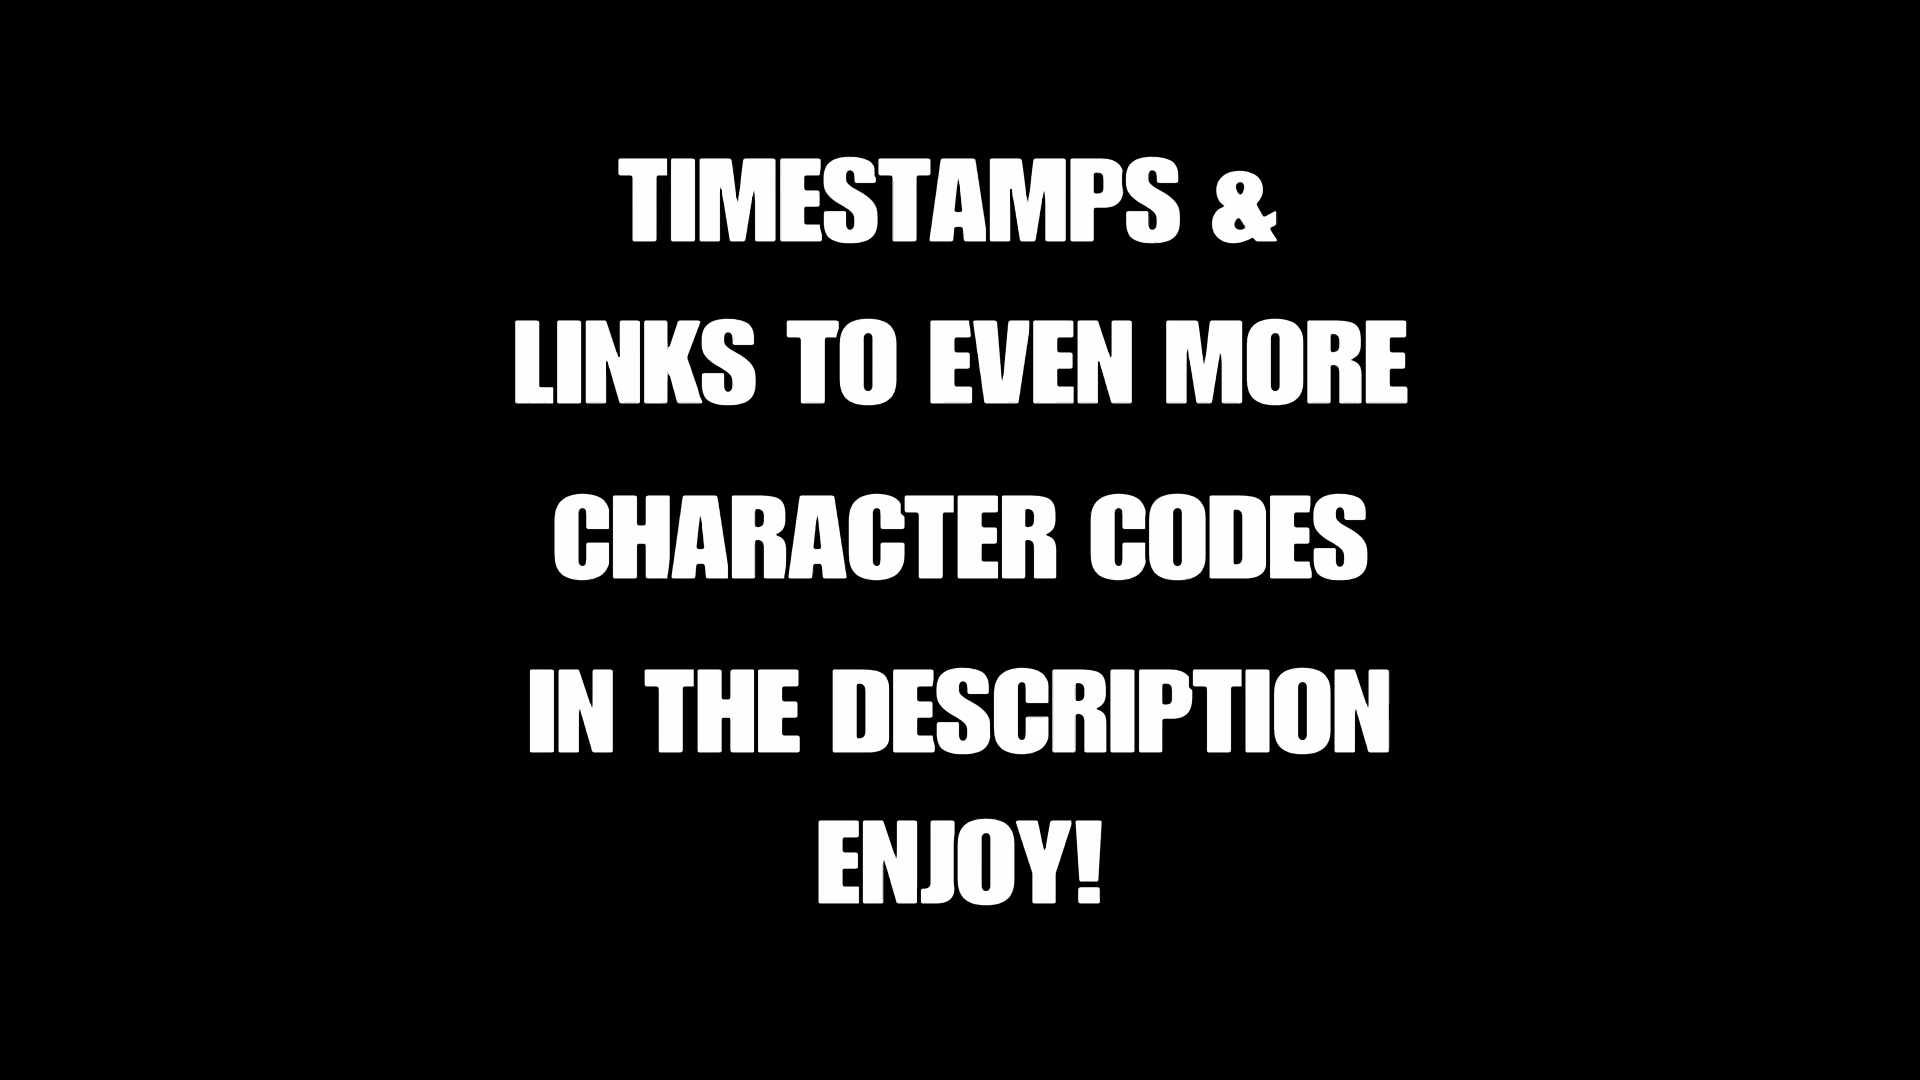 TIMESTAMPS &
LINKS TO EVEN MORE
CHARACTER CODES
IN THE DESCRIPTION
ENJOY!